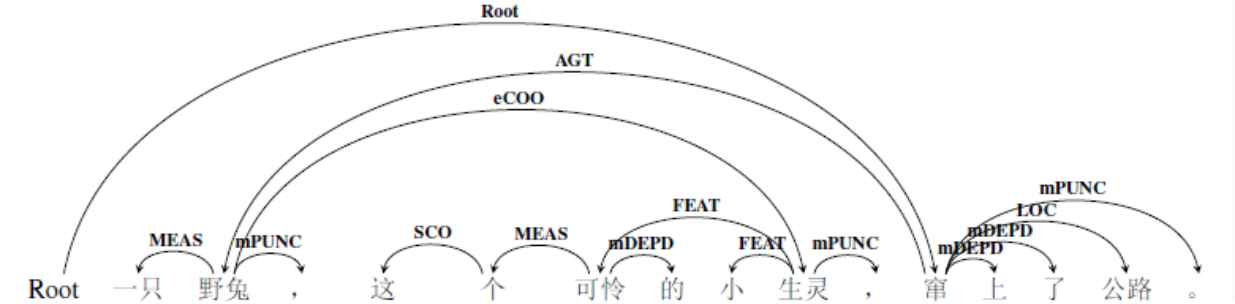 Root
AGT
eCOO
mPUNC
FEAT
LOC
SCO
MEAS
mDEPD
MEAS
mPUNC
mDEPD
FEAT
mPUNC
mDEPD
Root 一只 野兔 , 这 个 可怜 的 小 生灵 , 窜 上 了 公路 。